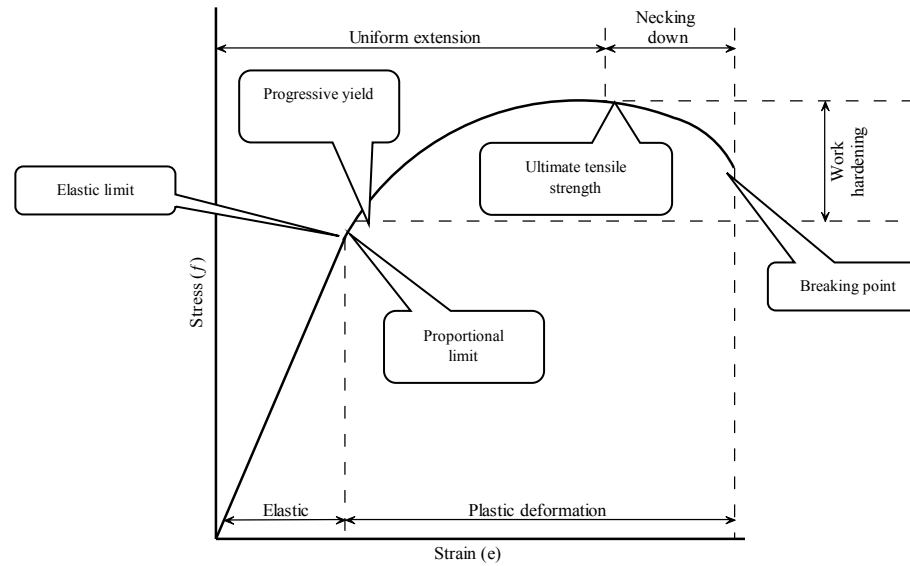 Necking
down
Uniform extension
Progressive yield
Ultimate tensile
strength
Work
hardening
Elastic limit
Stress (f)
Breaking point
Proportional
limit
Elastic
Plastic deformation
Strain (e)